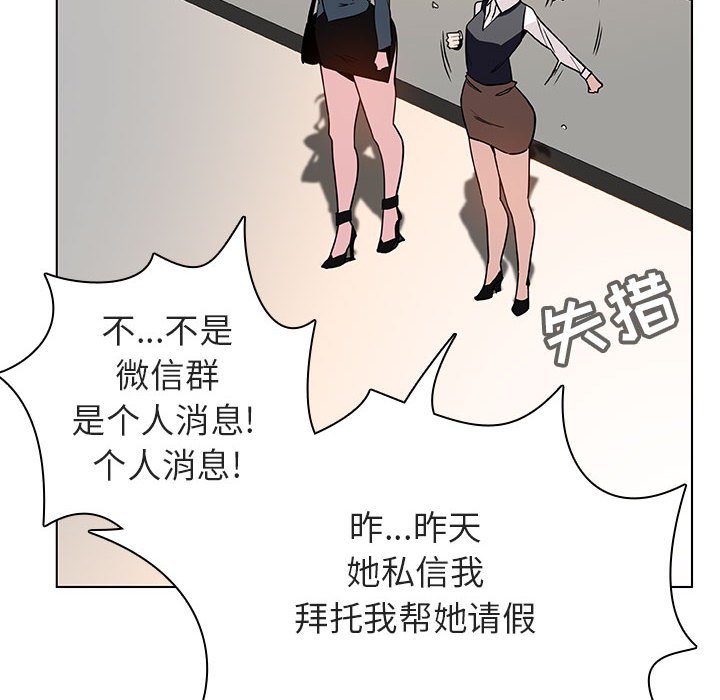 失措
不...不是
微信群
是个人消息!
个人消息!
昨...昨天
她私信我
拜托我帮她请假